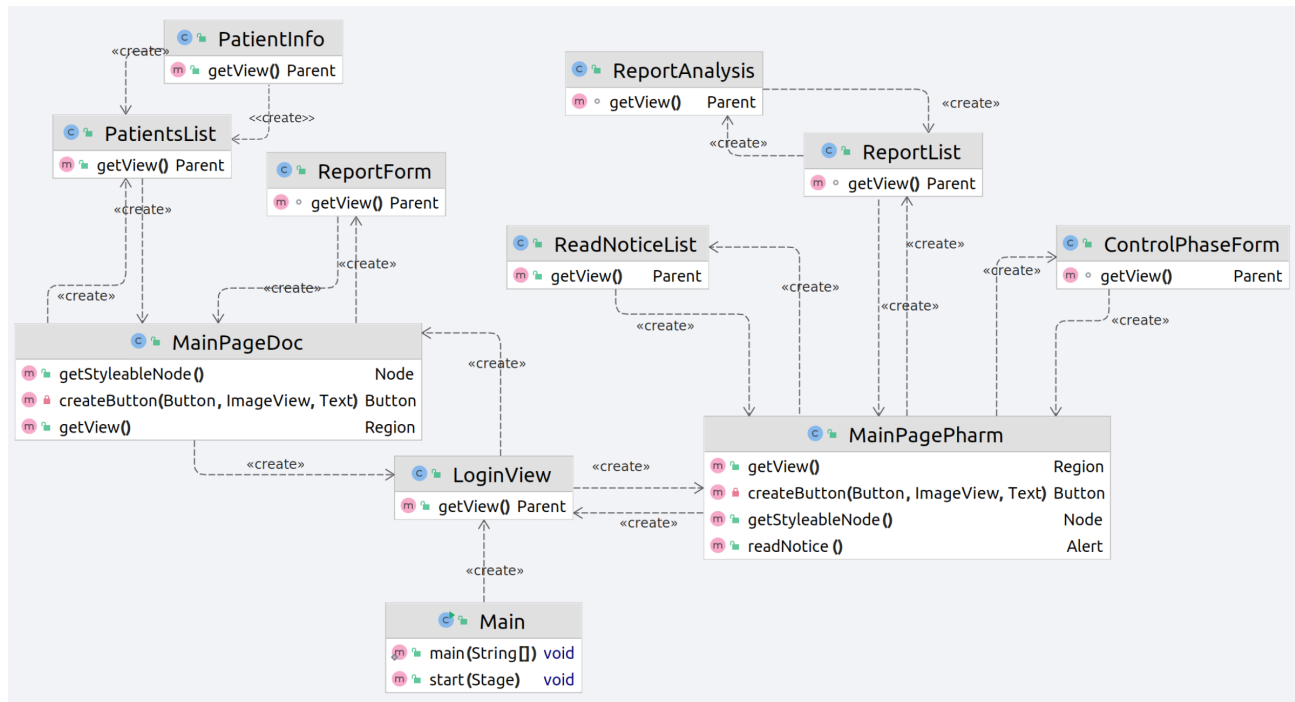 PatientInfo
«create»
getView() Parent
ReportAnalysis
getView() Parent
«create»
<<create>>
PatientsList
getView() Parent
«create»
ReportList
getView() Parent
ReportForm
getView() Parent
«create»
ReadNoticeList
getView() Parent
«create»
ControlPhaseForm
getView() Parent
«create»
«create»
«create»
«create»
«create»
«create»
«create»
«create»
«create»
MainPageDoc
getStyleableNode() Node
createButton(Button, ImageView, Text) Button
getView() Region
«create»
«create»
LoginView
getView() Parent
«create»
«create»
MainPagePharm
getView() Region
createButton(Button, ImageView, Text) Button
getStyleableNode() Node
readNotice () Alert
«create»
Main
main(String[]) void
start(Stage) void